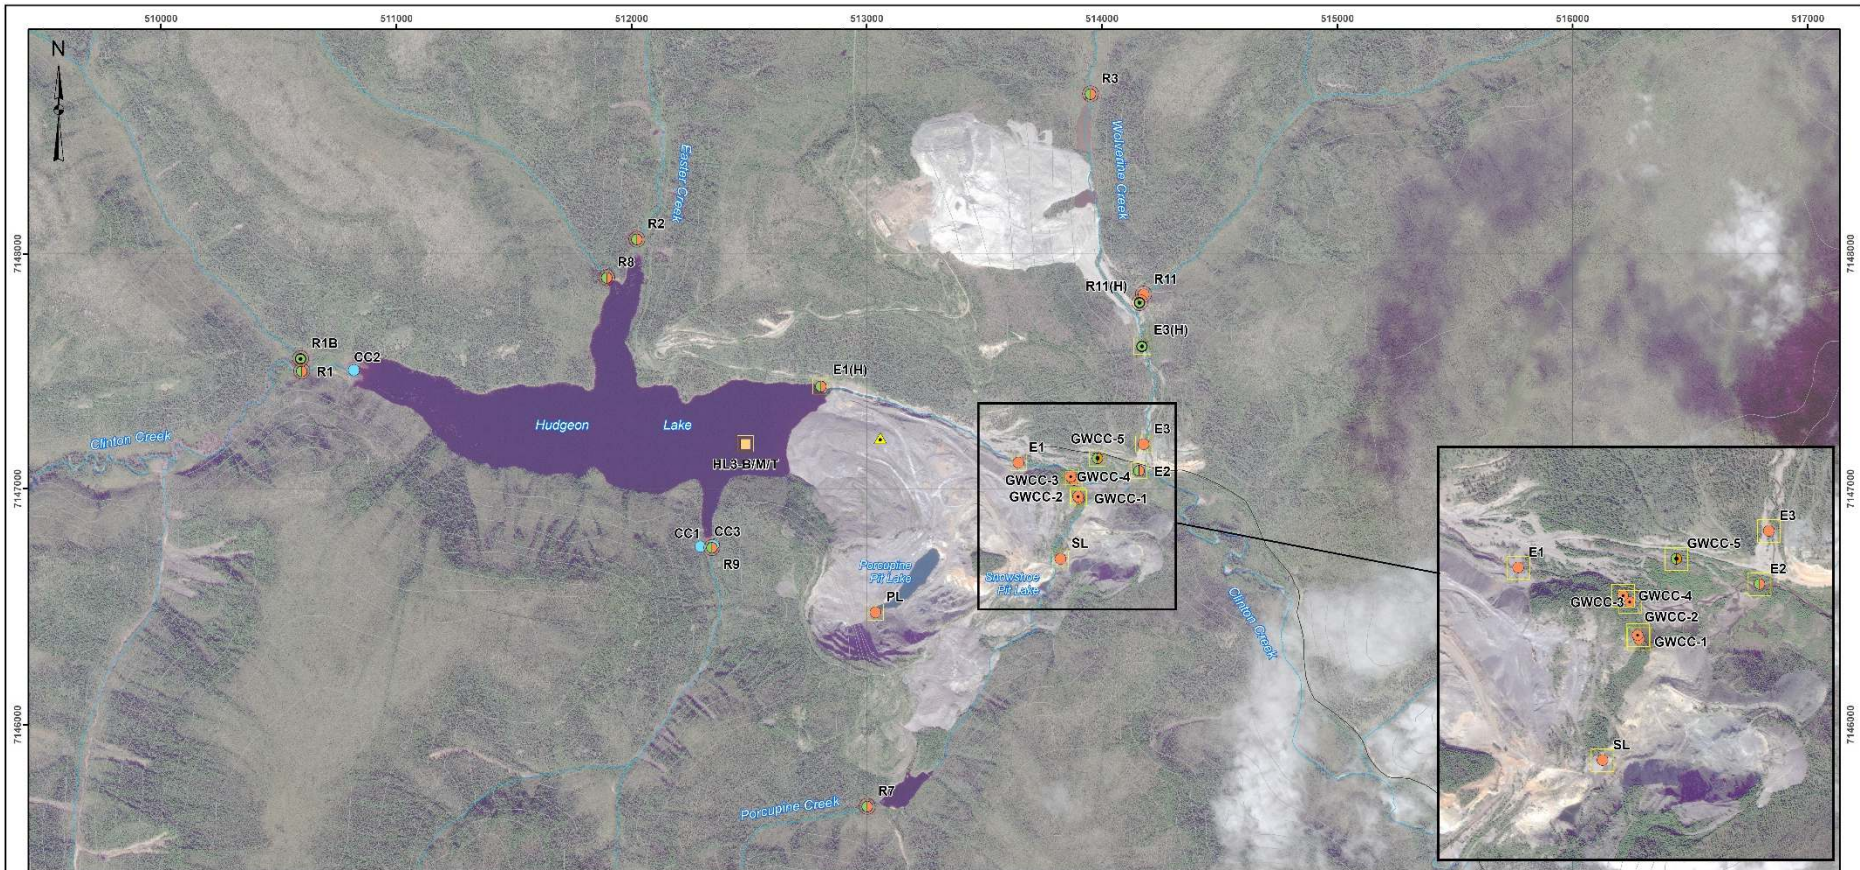 510000
511000
512000
513000
514000
515000
516000
517000
N
R3
Wolverine Creek
Easter Creek
R2
7148000
7148000
R8
R11
R11(H)
E3(H)
R1B
CC2
R1
E1(H)
Hudgeon
Lake
Clinton Creek
HL3-B/M/T
E1
GWCC-5
E3
GWCC-3
GWCC-4
E2
7147000
7147000
GWCC-2
GWCC-1
CC1
CC3
R9
SL
Porcupine
Pit Lake
Snowshoe
Pit Lake
PL
Clinton Creek
E3
GWCC-5
E1
E2
GWCC-4
GWCC-3
GWCC-2
GWCC-1
SL
7146000
7146000
R7
Porcupine Creek